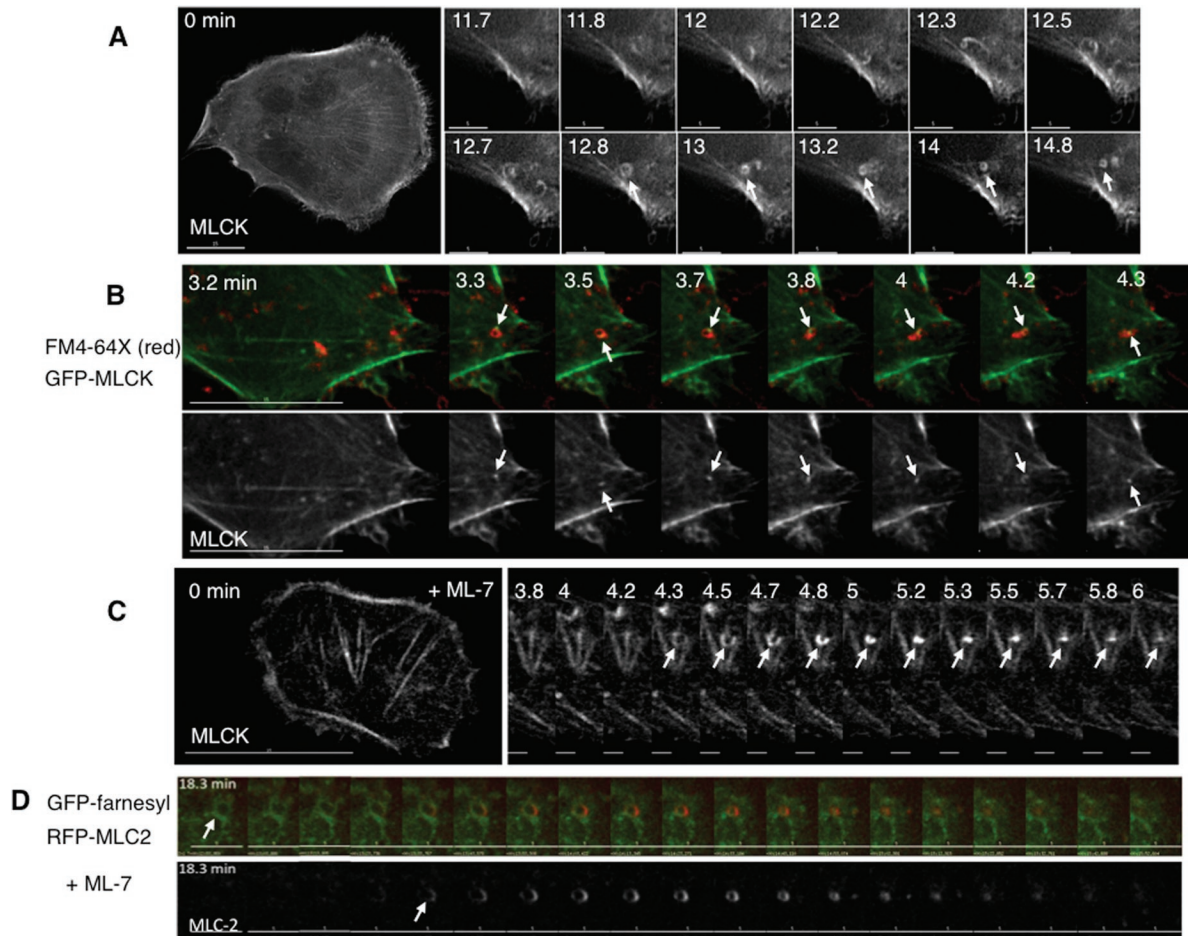 A
0 min
MLCK
11.7 11.8 12 12.2 12.3 12.5
12.7 12.8 13 13.2 14 14.8
B
FM4-64X (red)
GFP-MLCK
3.2 min 3.3 3.5 3.7 3.8 4 4.2 4.3
MLCK
C
0 min + ML-7
MLCK
3.8 4 4.2 4.3 4.5 4.7 4.8 5 5.2 5.3 5.5 5.7 5.8 6
D
GFP-farnesyl
RFP-MLC2
18.3 min
+ ML-7
18.3 min
MLC-2